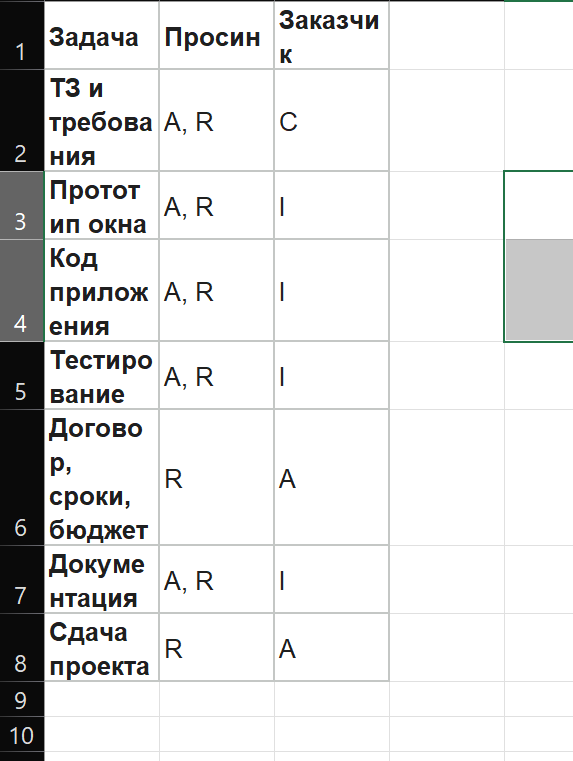 1 Задача Просин Заказчи
к
ТЗ и
требова
ния
2 A, R C
Протот
ип окна
3 A, R I
Код
прилож
ения
4 A, R I
Тестиро
вание
5 A, R I
Догово
р,
сроки,
бюджет
6 R A
Докуме
нтация
7 A, R I
Сдача
проекта
8 R A
9
10